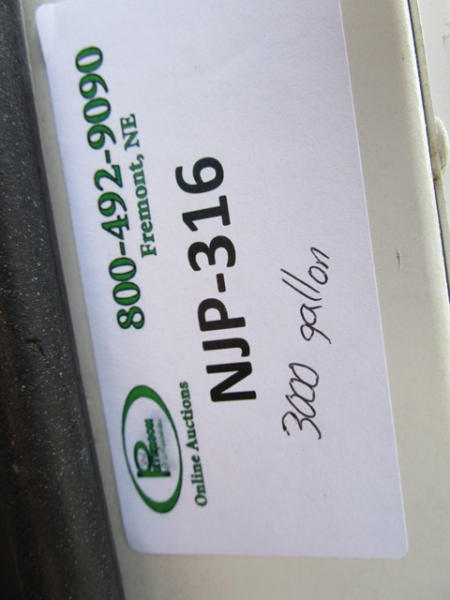 800-492-9090
Fremont, NE
Online Auctions
NJP-316
3000 gallon